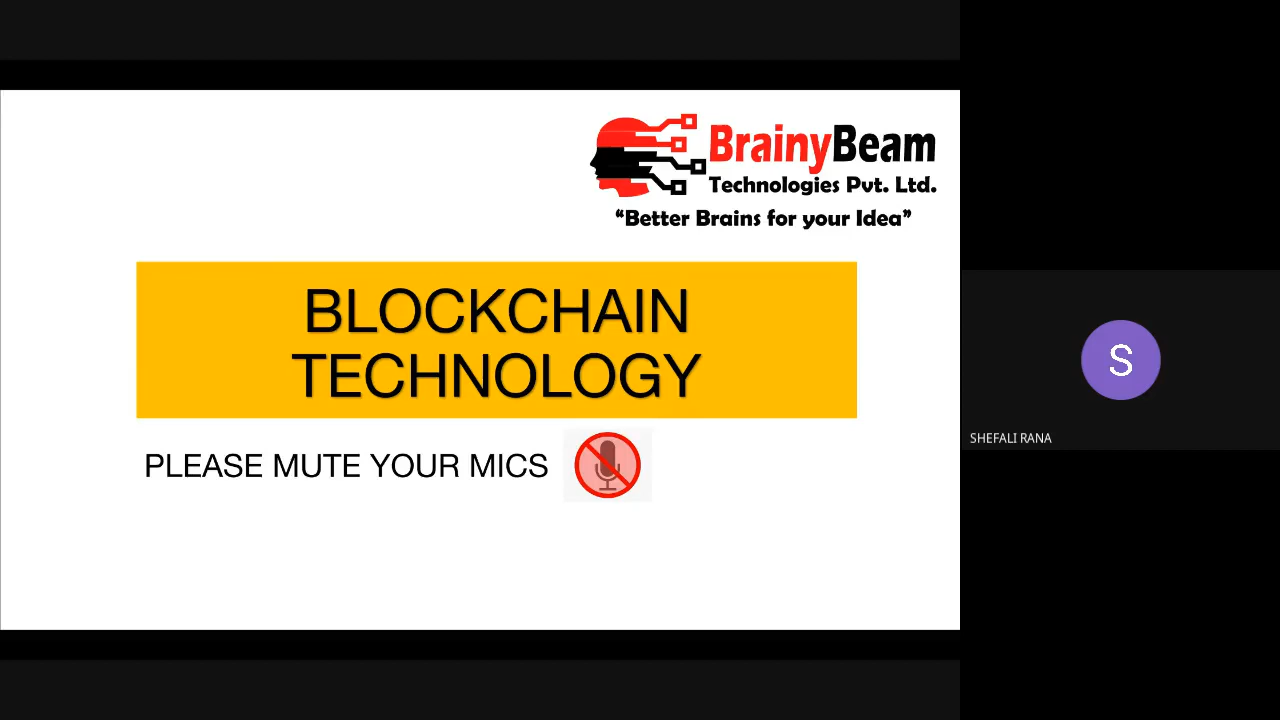 BrainyBeam
Technologies Pvt. Ltd.
“Better Brains for your Idea”
BLOCKCHAIN
TECHNOLOGY
PLEASE MUTE YOUR MICS
S
SHEFALI RANA